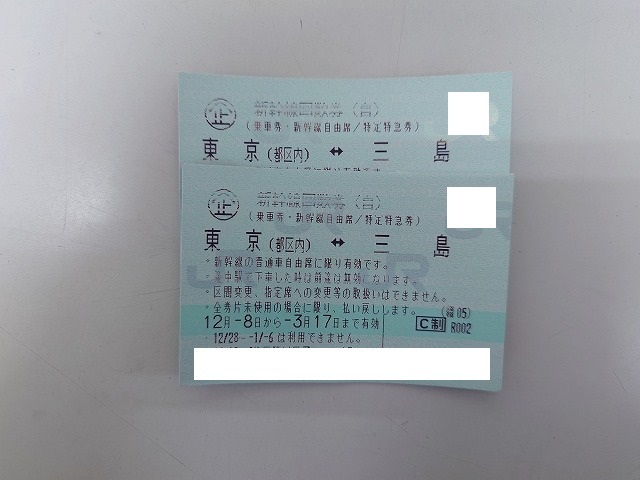 企
新幹線回数券（自）
（乗車券・新幹線自由席／特定特急券）
東京(都区内) ↔ 三島
企
新幹線回数券（自）
（乗車券・新幹線自由席／特定特急券）
東京(都区内) ↔ 三島
・新幹線の普通車自由席に限り有効です。
・途中駅で下車した時は前途は無効になります。
・区間変更、指定席への変更等の取扱いはできません。
・全券片未使用の場合に限り、払い戻しします。
12月-8日から-3月17日まで有効
C制 R002
・12/28--1/-6は利用できません。